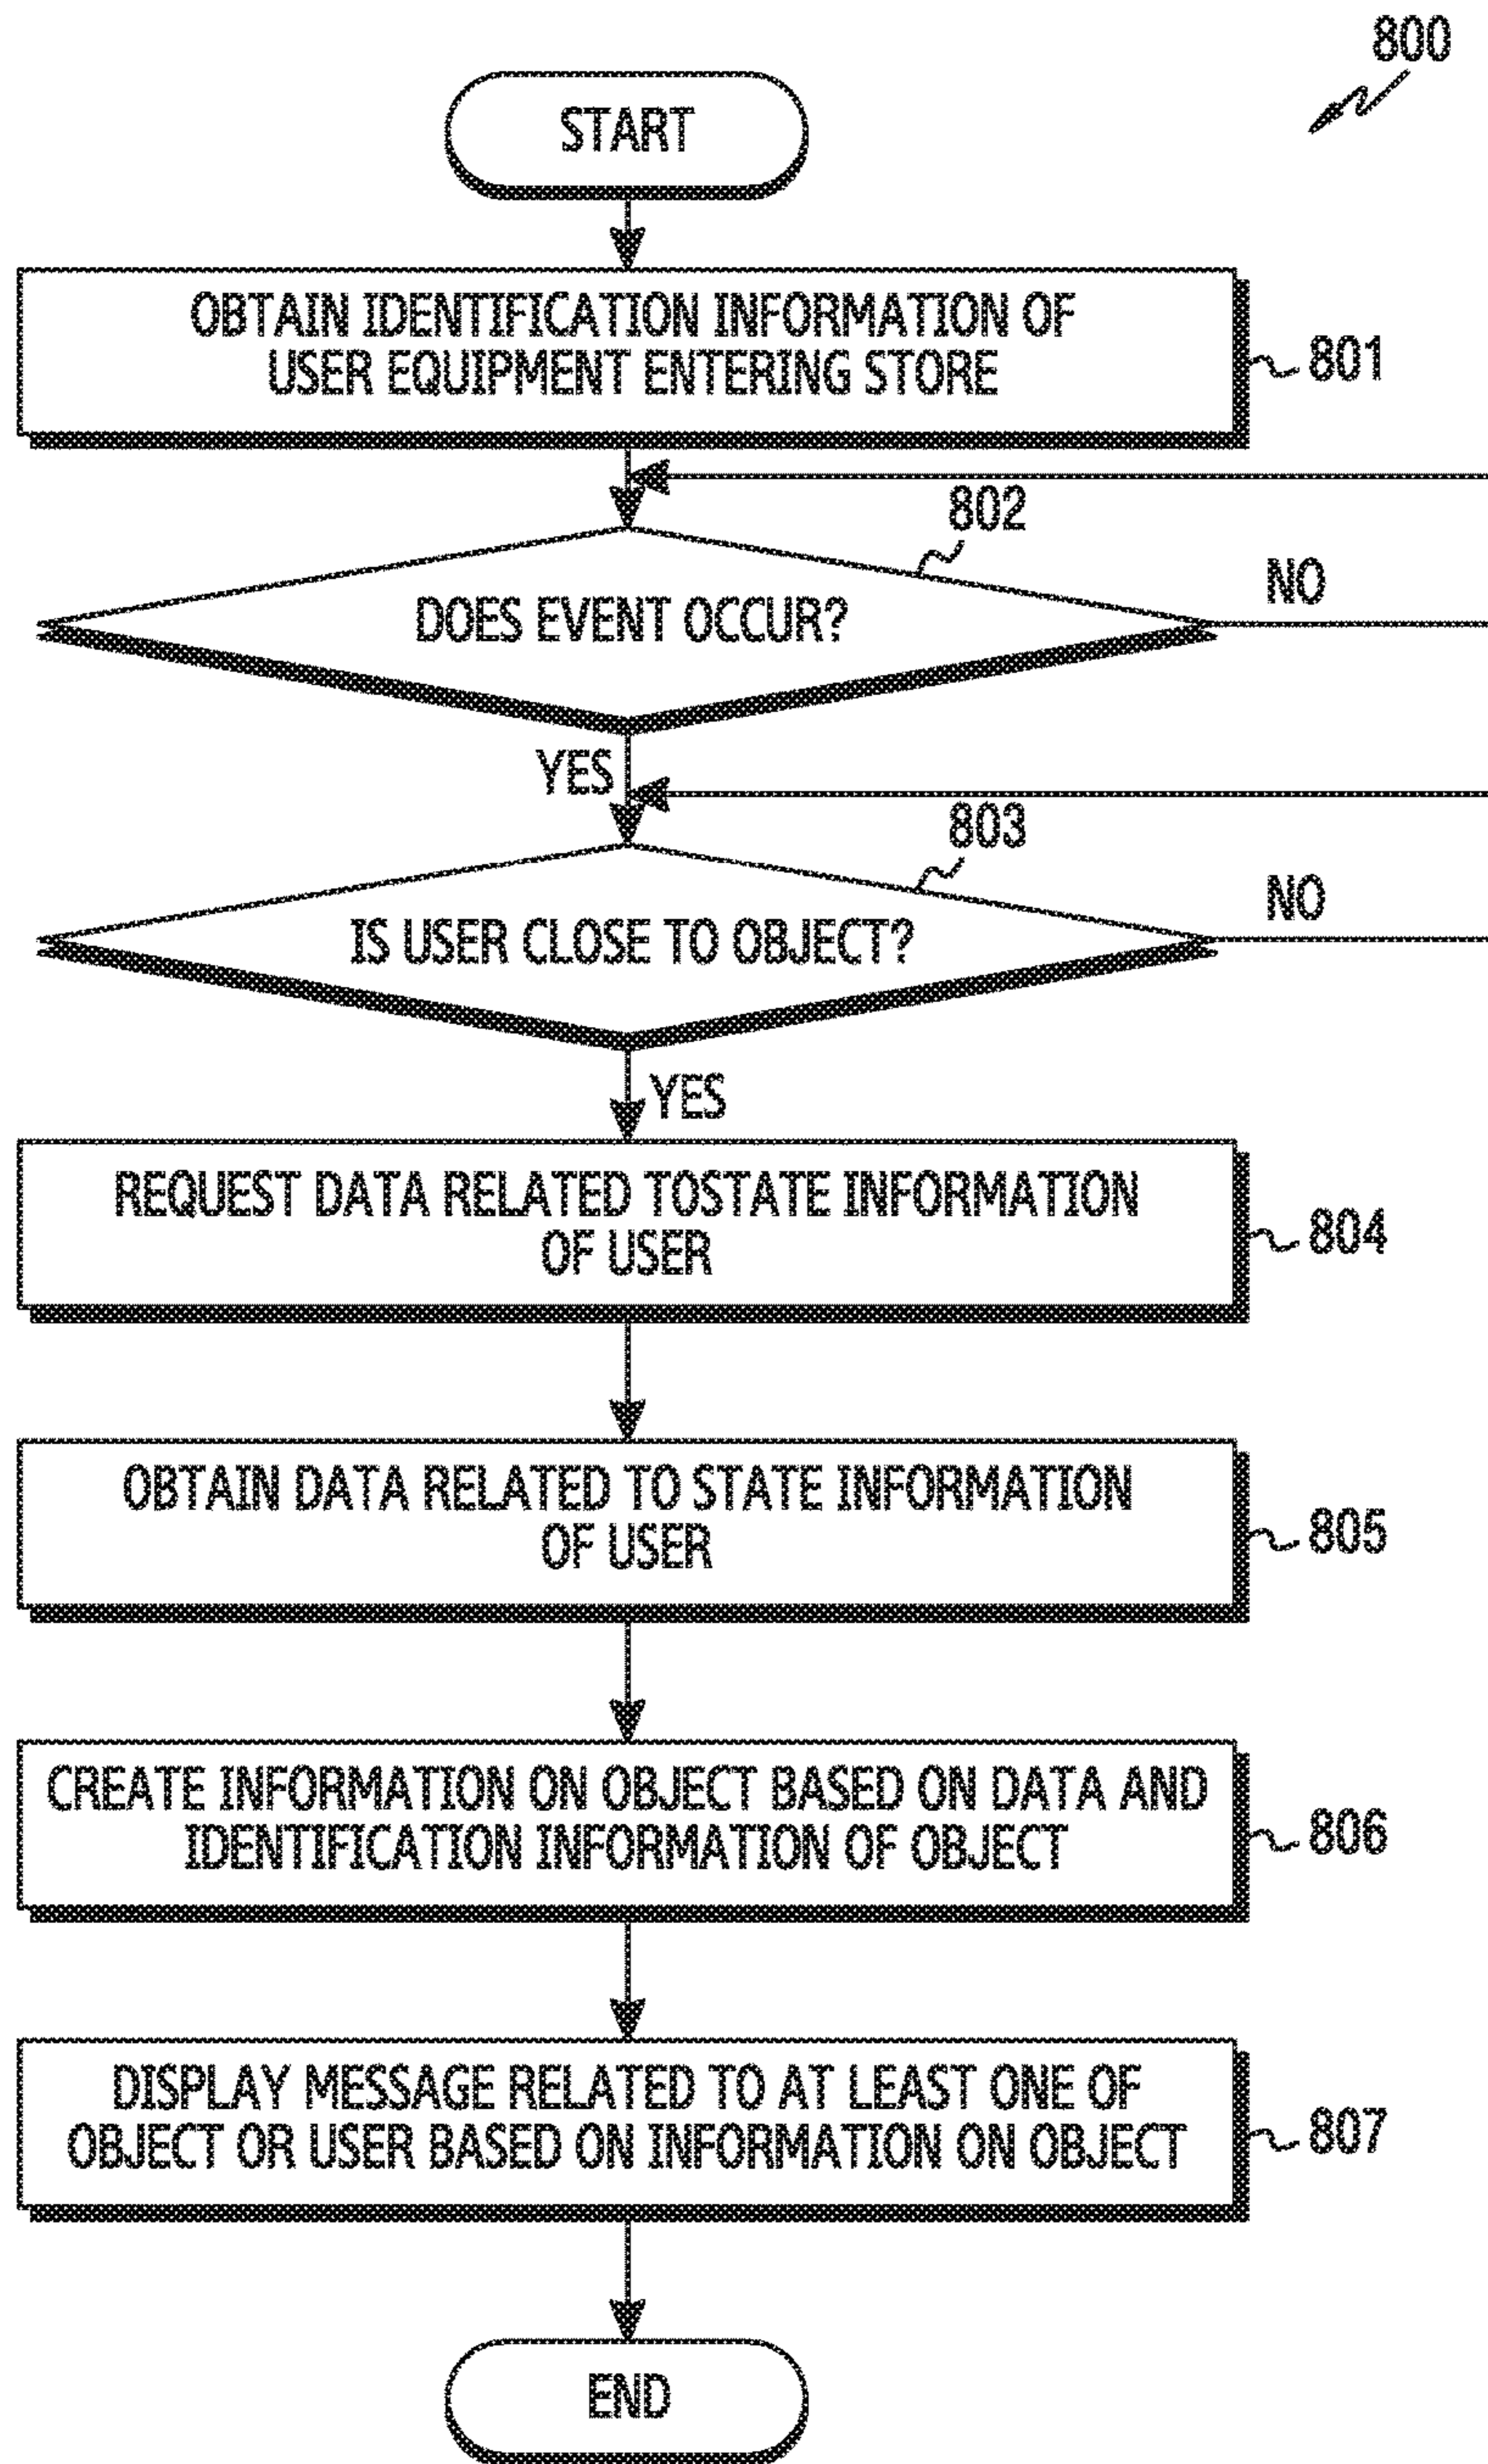 800
START
OBTAIN IDENTIFICATION INFORMATION OF
USER EQUIPMENT ENTERING STORE
801
802
DOES EVENT OCCUR?
NO
YES
803
IS USER CLOSE TO OBJECT?
NO
YES
REQUEST DATA RELATED TOSTATE INFORMATION
OF USER
804
OBTAIN DATA RELATED TO STATE INFORMATION
OF USER
805
CREATE INFORMATION ON OBJECT BASED ON DATA AND
IDENTIFICATION INFORMATION OF OBJECT
806
DISPLAY MESSAGE RELATED TO AT LEAST ONE OF
OBJECT OR USER BASED ON INFORMATION ON OBJECT
807
END